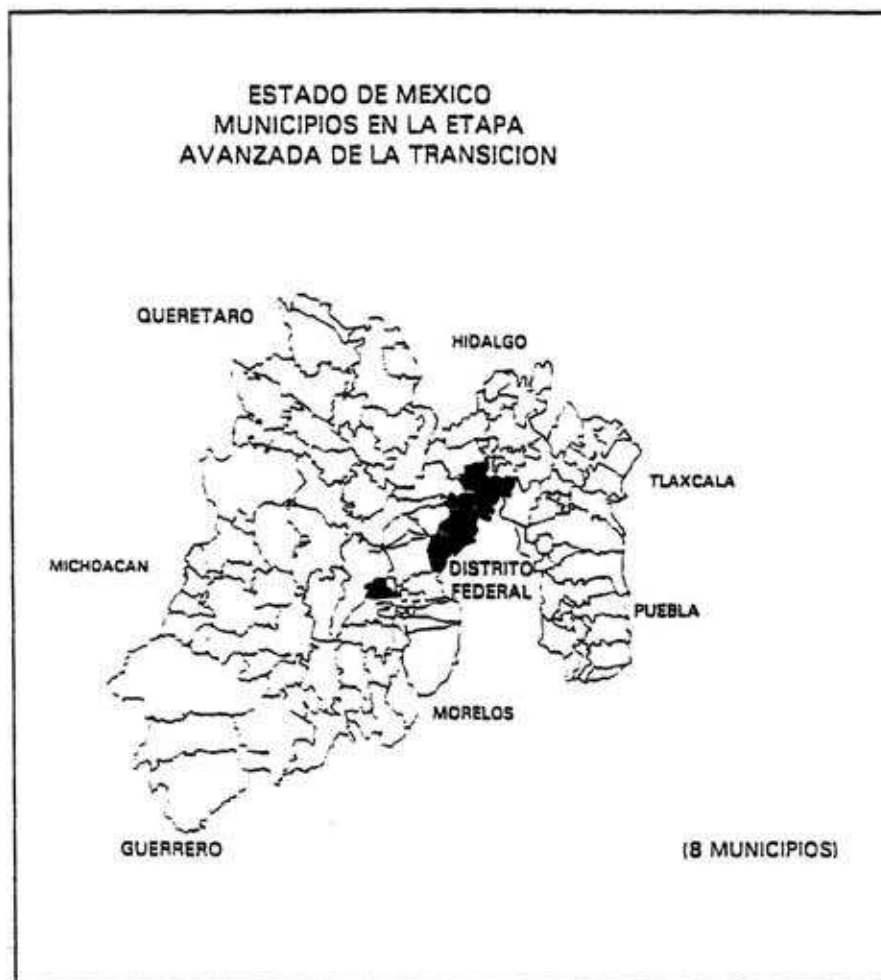 ESTADO DE MEXICO
MUNICIPIOS EN LA ETAPA
AVANZADA DE LA TRANSICION
QUERETARO
HIDALGO
TLAXCALA
MICHOACAN
DISTRITO
FEDERAL
PUEBLA
MORELOS
GUERRERO
(8 MUNICIPIOS)